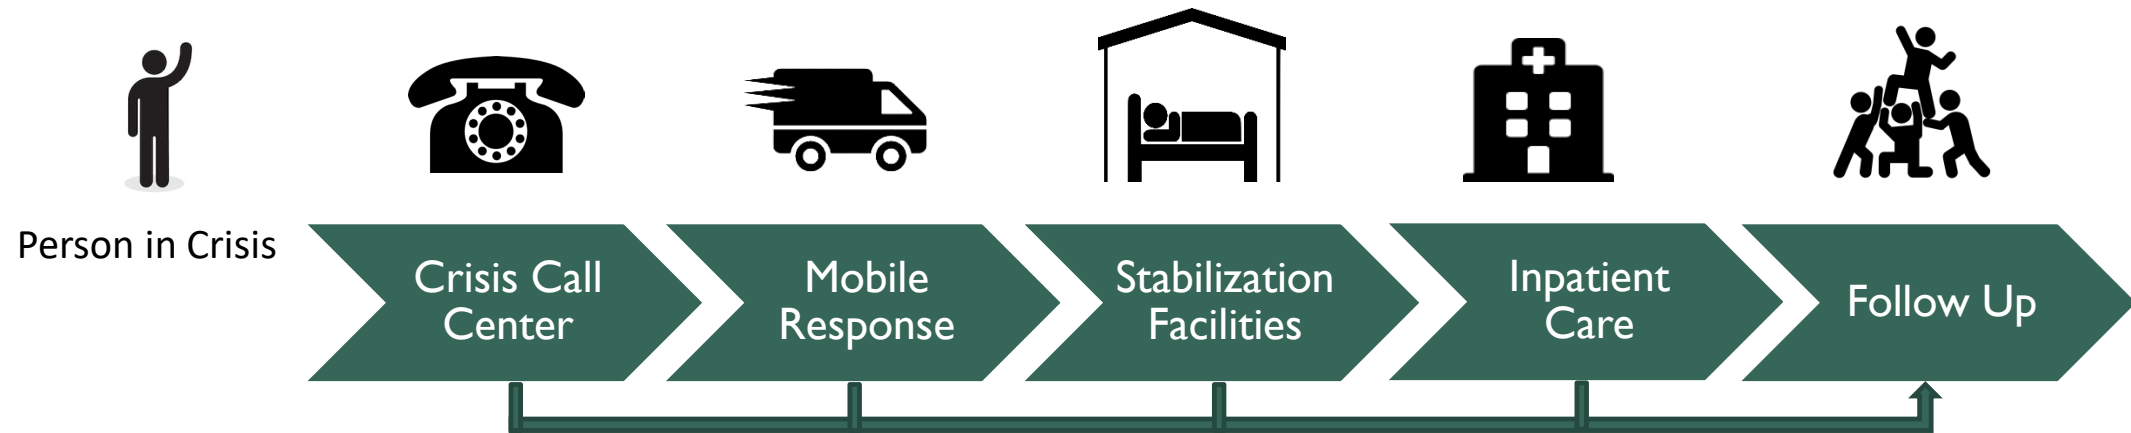 Person in Crisis
Crisis Call
Center
Mobile
Response
Stabilization
Facilities
Inpatient
Care
Follow Up